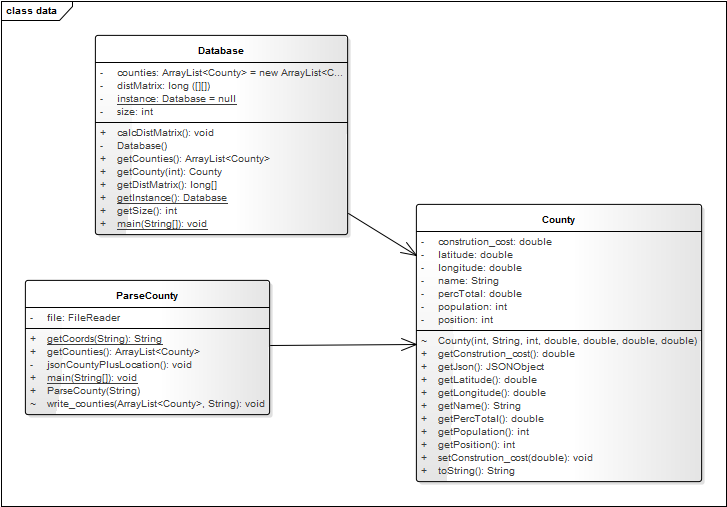 class data
Database
- counties: ArrayList<County> = new ArrayList<C...
- distMatrix: long ([][])
- instance: Database = null
- size: int
+ calcDistMatrix(): void
- Database()
+ getCounties(): ArrayList<County>
+ getCounty(int): County
+ getDistMatrix(): long[]
+ getInstance(): Database
+ getSize(): int
+ main(String[]): void
ParseCounty
- file: FileReader
+ getCoords(String): String
+ getCounties(): ArrayList<County>
- jsonCountyPlusLocation(): void
+ main(String[]): void
+ ParseCounty(String)
~ write_counties(ArrayList<County>, String): void
County
- constrution_cost: double
- latitude: double
- longitude: double
- name: String
- percTotal: double
- population: int
- position: int
~ County(int, String, int, double, double, double, double)
+ getConstrution_cost(): double
+ getJson(): JSONObject
+ getLatitude(): double
+ getLongitude(): double
+ getName(): String
+ getPercTotal(): double
+ getPopulation(): int
+ getPosition(): int
+ setConstrution_cost(double): void
+ toString(): String